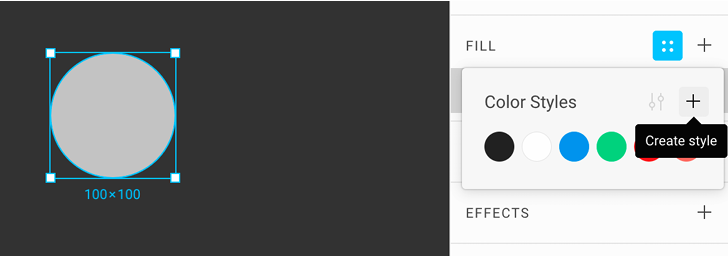 FILL
Color Styles
Create style
100×100
EFFECTS